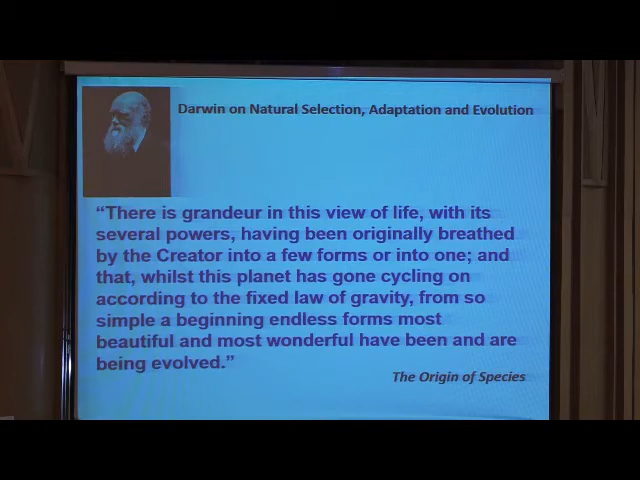 Darwin on Natural Selection, Adaptation and Evolution
“There is grandeur in this view of life, with its
several powers, having been originally breathed
by the Creator into a few forms or into one; and
that, whilst this planet has gone cycling on
according to the fixed law of gravity, from so
simple a beginning endless forms most
beautiful and most wonderful have been and are
being evolved.”
The Origin of Species